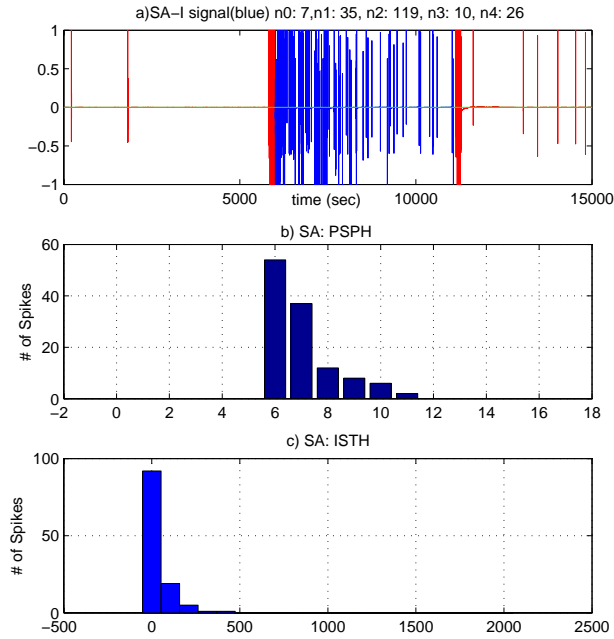 a)SA-I signal(blue) n0: 7,n1: 35, n2: 119, n3: 10, n4: 26
1
0.5
0
−0.5
−1
0 5000 10000 15000
time (sec)
b) SA: PSPH
# of Spikes
60
40
20
0
−2 0 2 4 6 8 10 12 14 16 18
c) SA: ISTH
# of Spikes
100
50
0
−500 0 500 1000 1500 2000 2500